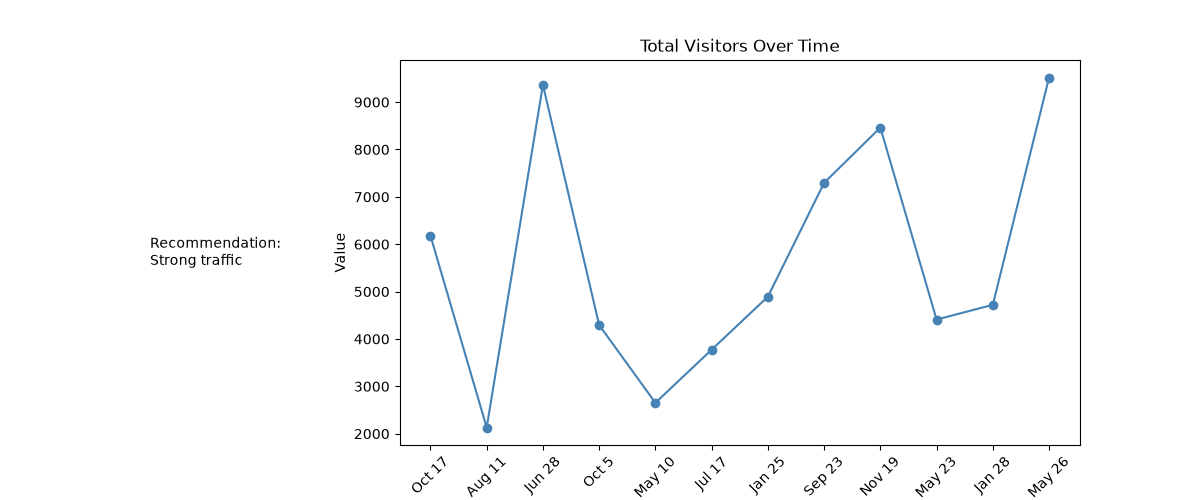 Total Visitors Over Time
Recommendation:
Strong traffic
Value
9000
8000
7000
6000
5000
4000
3000
2000
Oct 17
Aug 11
Jun 28
Oct 5
May 10
Jul 17
Jan 25
Sep 23
Nov 19
May 23
Jan 28
May 26